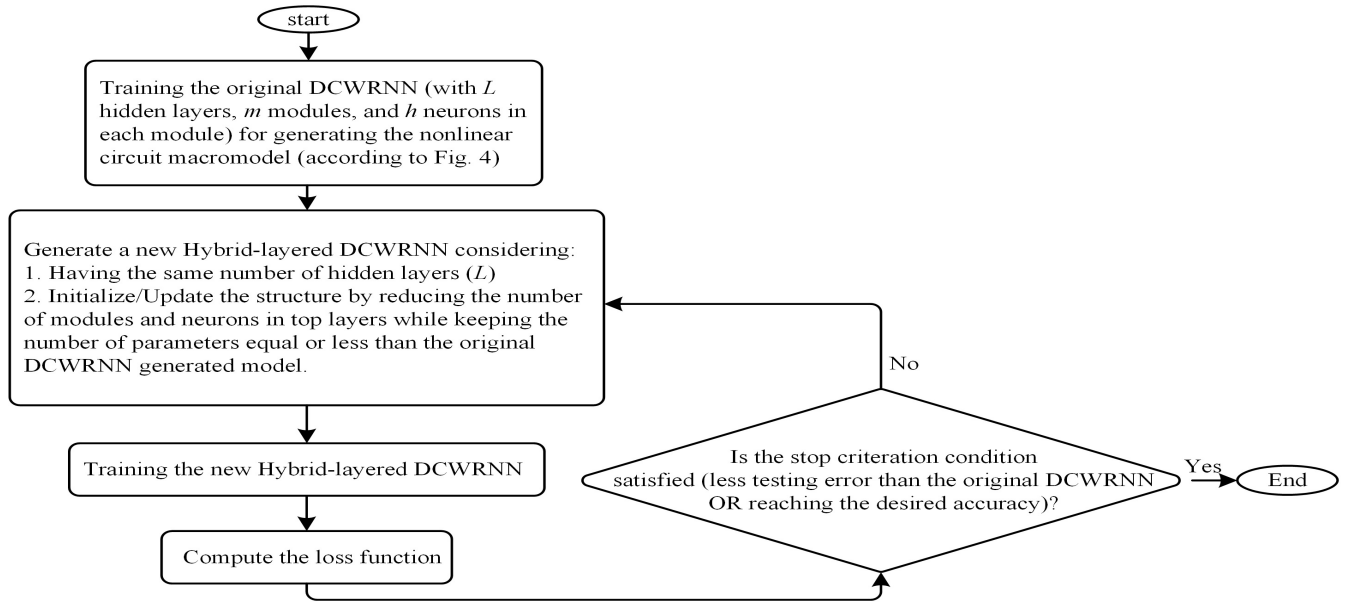 start
Training the original DCWRNN (with L
hidden layers, m modules, and h neurons in
each module) for generating the nonlinear
circuit macromodel (according to Fig. 4)
Generate a new Hybrid-layered DCWRNN considering:
1. Having the same number of hidden layers (L)
2. Initialize/Update the structure by reducing the number
of modules and neurons in top layers while keeping the
number of parameters equal or less than the original
DCWRNN generated model.
Training the new Hybrid-layered DCWRNN
Compute the loss function
Is the stop criteration condition
satisfied (less testing error than the original DCWRNN
OR reaching the desired accuracy)?
No
Yes
End